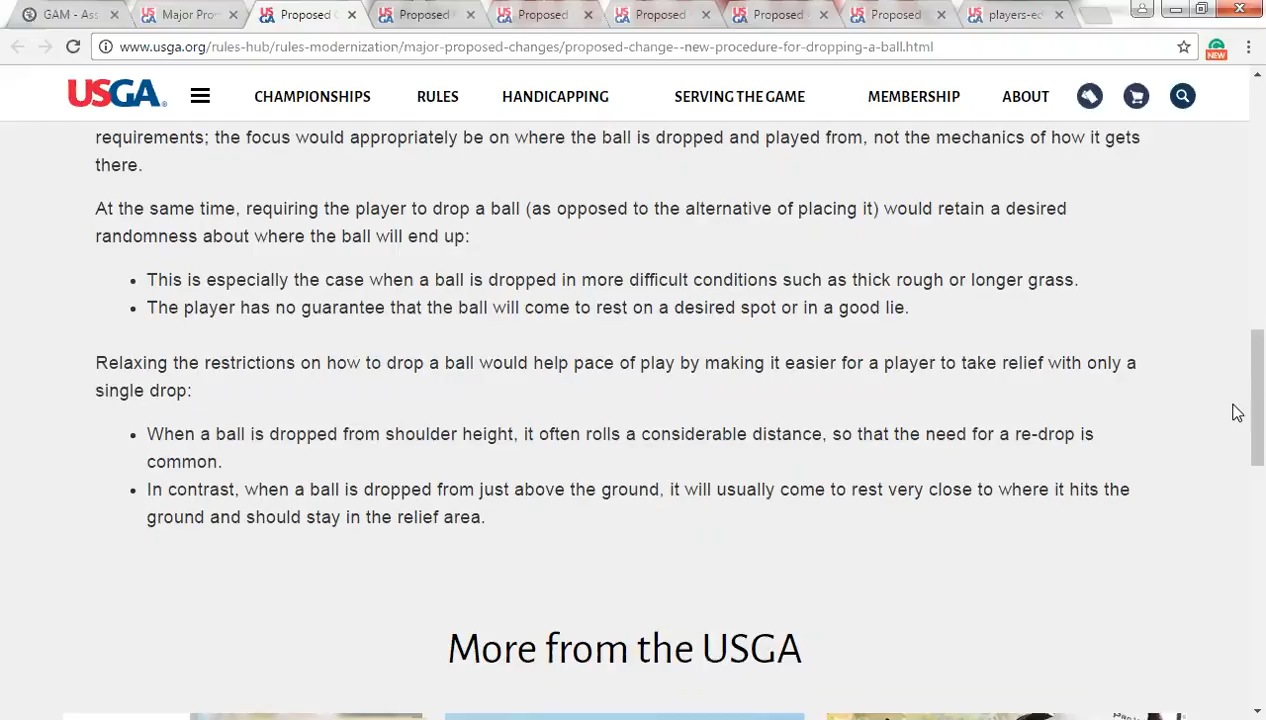 GAM - Ass
Major Pro
Proposed
Proposed
Proposed
Proposed
Proposed
Proposed
players-ed
www.usga.org/rules-hub/rules-modernization/major-proposed-changes/proposed-change--new-procedure-for-dropping-a-ball.html
NEW
USGA
CHAMPIONSHIPS RULES HANDICAPPING SERVING THE GAME MEMBERSHIP ABOUT
requirements; the focus would appropriately be on where the ball is dropped and played from, not the mechanics of how it gets
there.
At the same time, requiring the player to drop a ball (as opposed to the alternative of placing it) would retain a desired
randomness about where the ball will end up:
• This is especially the case when a ball is dropped in more difficult conditions such as thick rough or longer grass.
• The player has no guarantee that the ball will come to rest on a desired spot or in a good lie.
Relaxing the restrictions on how to drop a ball would help pace of play by making it easier for a player to take relief with only a
single drop:
• When a ball is dropped from shoulder height, it often rolls a considerable distance, so that the need for a re-drop is
common.
• In contrast, when a ball is dropped from just above the ground, it will usually come to rest very close to where it hits the
ground and should stay in the relief area.
More from the USGA